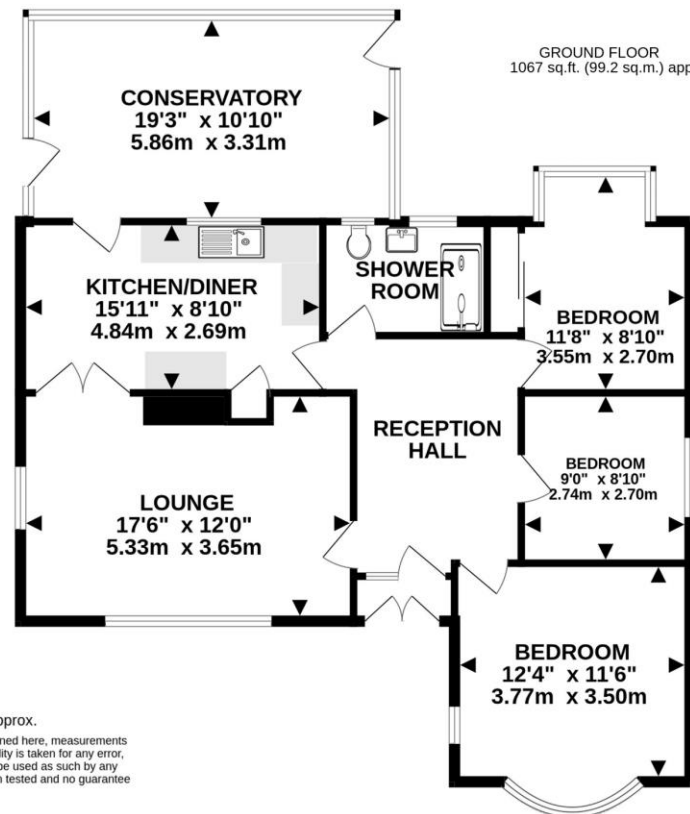 GROUND FLOOR
1067 sq.ft. (99.2 sq.m.) app
CONSERVATORY
19'3" x 10'10"
5.86m x 3.31m
KITCHEN/DINER
15'11" x 8'10"
4.84m x 2.69m
SHOWER
ROOM
BEDROOM
11'8" x 8'10"
3.55m x 2.70m
RECEPTION
HALL
BEDROOM
9'0" x 8'10"
2.74m x 2.70m
LOUNGE
17'6" x 12'0"
5.33m x 3.65m
BEDROOM
12'4" x 11'6"
3.77m x 3.50m
pprox.
ned here, measurements
lity is taken for any error,
be used as such by any
n tested and no guarantee